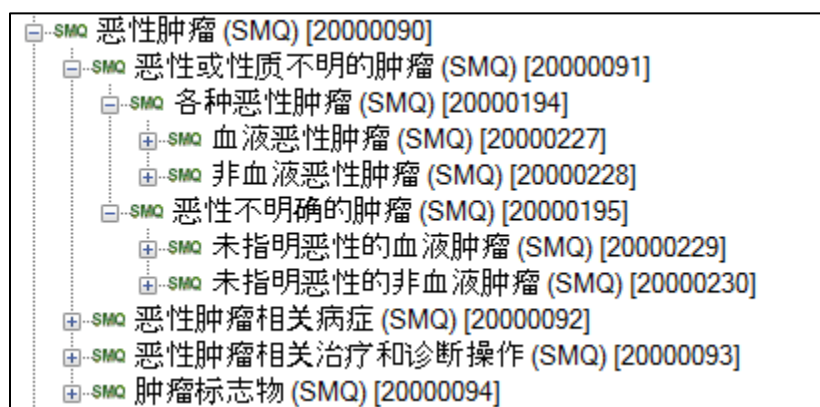 SMQ 恶性肿瘤 (SMQ) [20000090]
SMQ 恶性或性质不明的肿瘤 (SMQ) [20000091]
SMQ 各种恶性肿瘤 (SMQ) [20000194]
SMQ 血液恶性肿瘤 (SMQ) [20000227]
SMQ 非血液恶性肿瘤 (SMQ) [20000228]
SMQ 恶性不明确的肿瘤 (SMQ) [20000195]
SMQ 未指明恶性的血液肿瘤 (SMQ) [20000229]
SMQ 未指明恶性的非血液肿瘤 (SMQ) [20000230]
SMQ 恶性肿瘤相关病症 (SMQ) [20000092]
SMQ 恶性肿瘤相关治疗和诊断操作 (SMQ) [20000093]
SMQ 肿瘤标志物 (SMQ) [20000094]